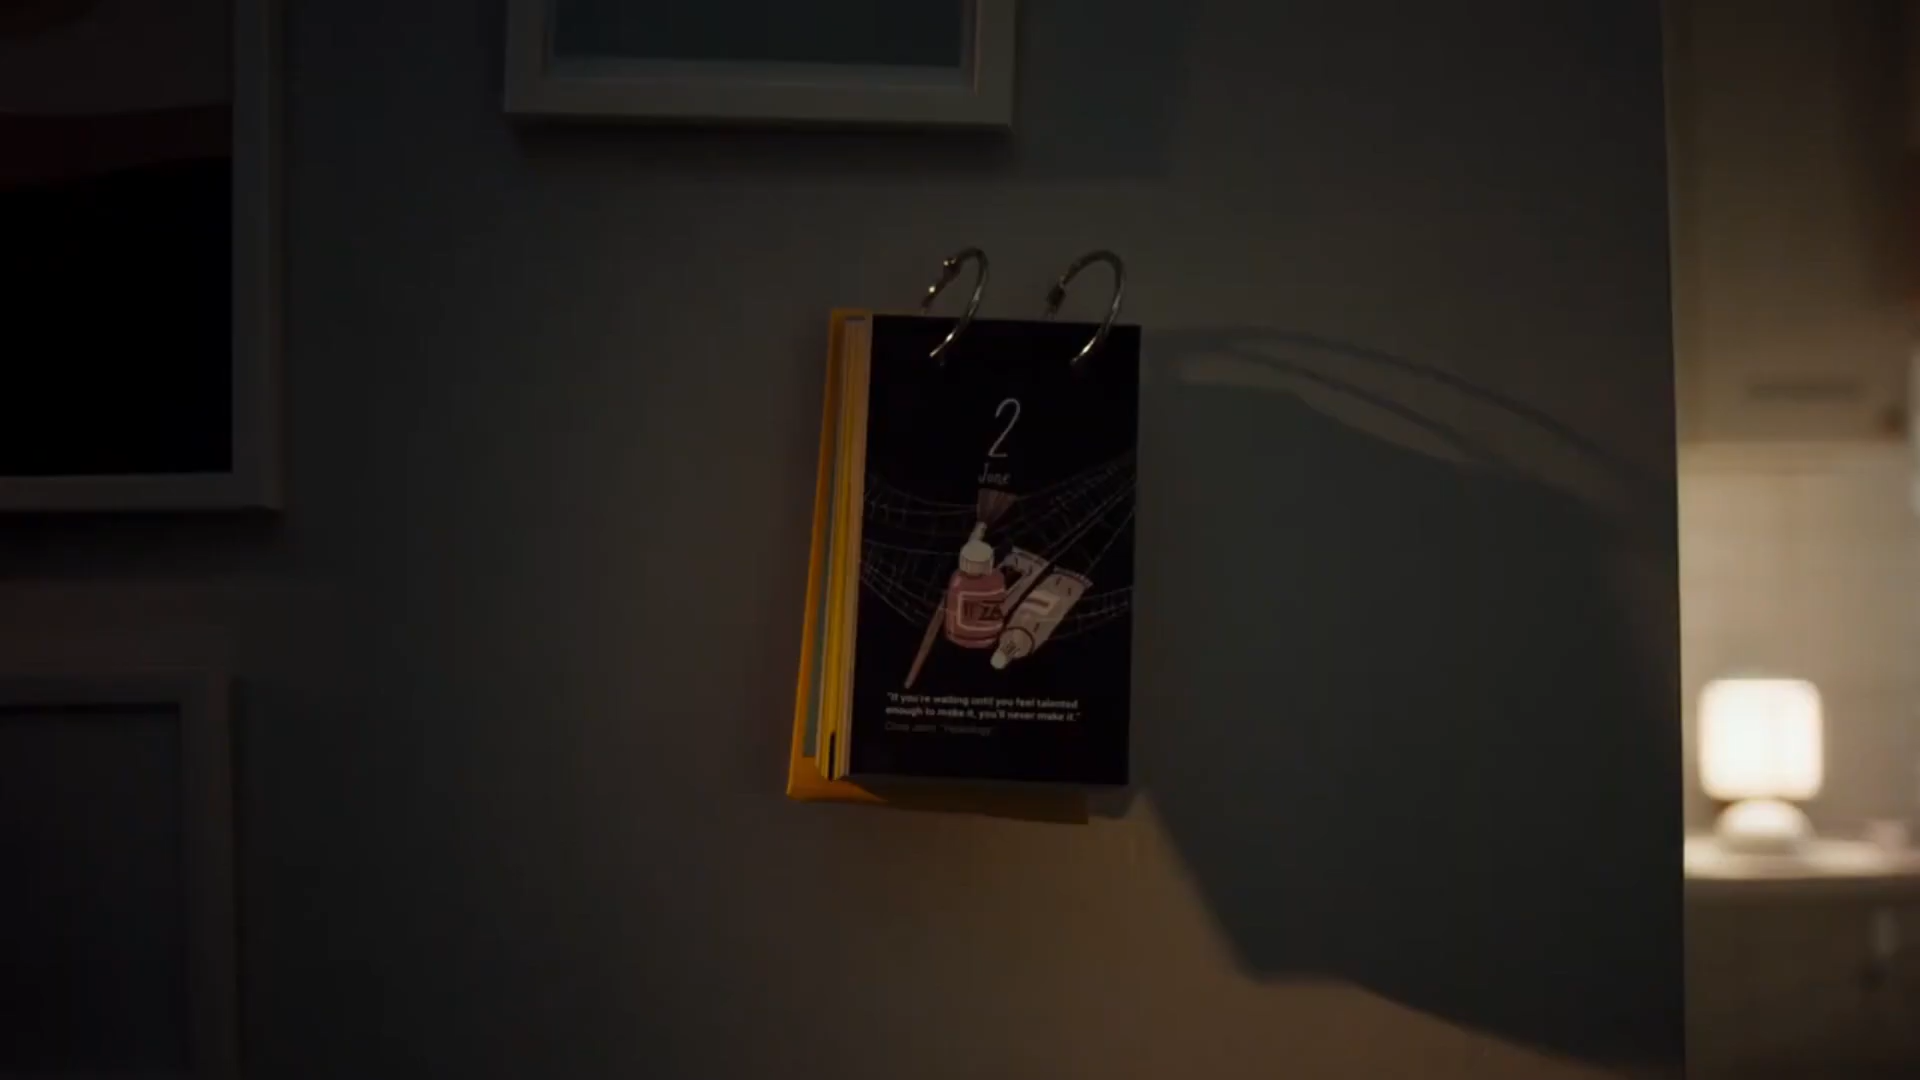 2
June
"If you're waiting until you feel talented
enough to make it, you'll never make it."